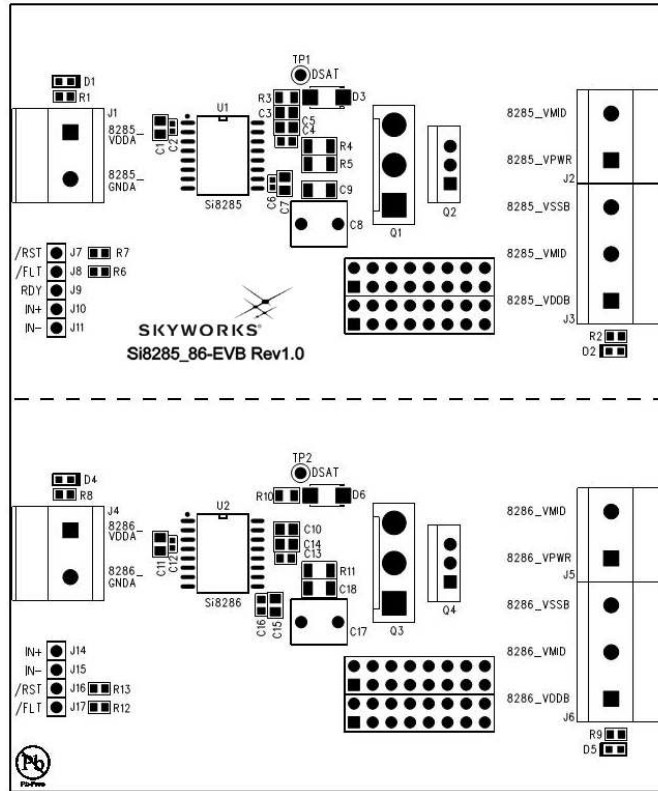 TP1
DSAT
D1
R1
J1
8285_
VDDA
8285_
GNDA
C1
C2
U1
Si8285
R3
D3
C3
C5
C4
R4
R5
C6
C7
C9
C8
Q1
Q2
8285_VMID
8285_VPWR
J2
8285_VSSB
8285_VMID
8285_VDDB
J3
R2
D2
/RST J7 R7
/FLT J8 R6
RDY J9
IN+ J10
IN- J11
SKYWORKS®
Si8285_86-EVB Rev1.0
TP2
DSAT
D4
R8
J4
8286_
VDDA
8286_
GNDA
C11
C12
U2
Si8286
R10
D6
C10
C14
C13
R11
C18
C16
C15
C17
Q3
Q4
8286_VMID
8286_VPWR
J5
8286_VSSB
8286_VMID
8286_VDDB
J6
R9
D5
IN+ J14
IN- J15
/RST J16 R13
/FLT J17 R12
Pb
Pb-Free